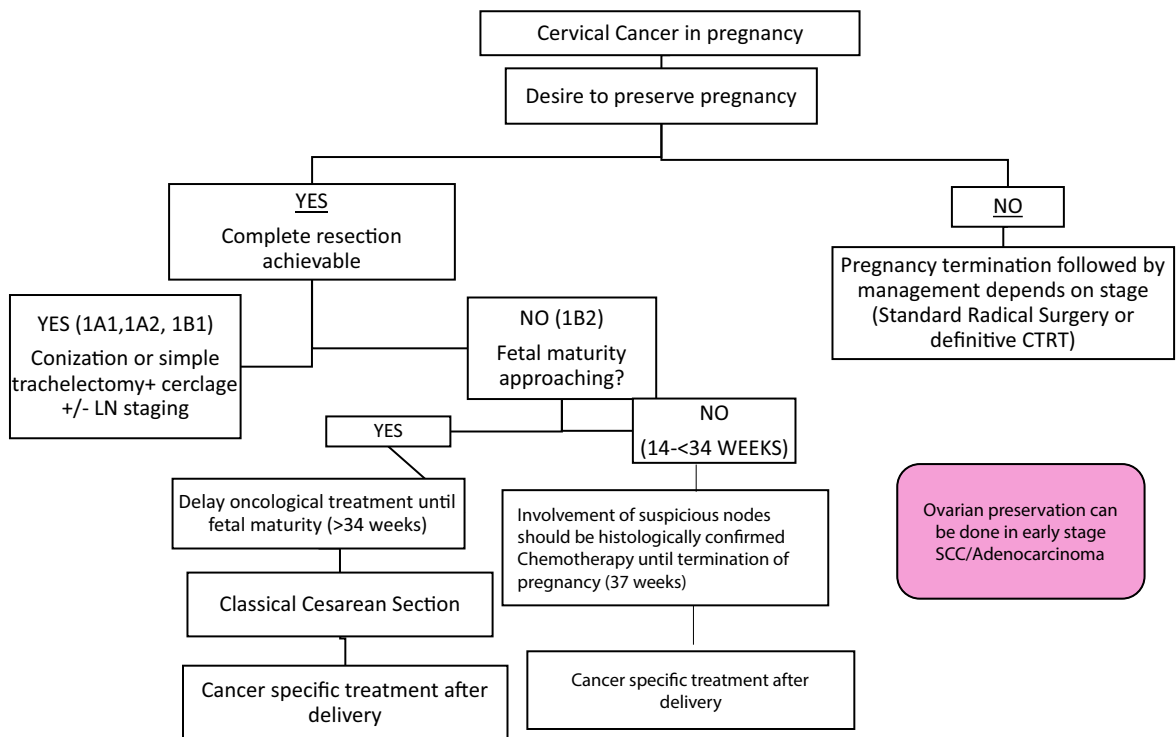 Cervical Cancer in pregnancy
Desire to preserve pregnancy
YES
Complete resection
achievable
NO
Pregnancy termination followed by
management depends on stage
(Standard Radical Surgery or
definitive CTRT)
YES (1A1,1A2, 1B1)
Conization or simple
trachelectomy+ cerclage
+/- LN staging
NO (1B2)
Fetal maturity
approaching?
YES
NO
(14-<34 WEEKS)
Delay oncological treatment until
fetal maturity (>34 weeks)
Involvement of suspicious nodes
should be histologically confirmed
Chemotherapy until termination of
pregnancy (37 weeks)
Ovarian preservation can
be done in early stage
SCC/Adenocarcinoma
Classical Cesarean Section
Cancer specific treatment after
delivery
Cancer specific treatment after
delivery